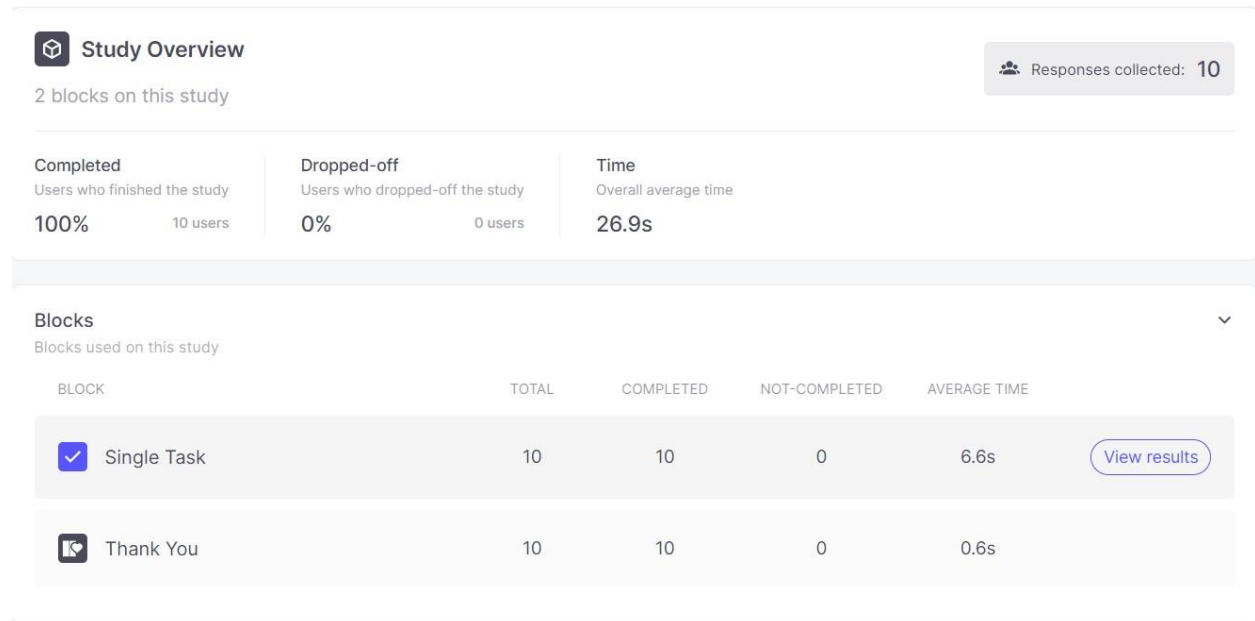 Study Overview
Responses collected: 10
2 blocks on this study
Completed
Users who finished the study
100% 10 users
Dropped-off
Users who dropped-off the study
0% 0 users
Time
Overall average time
26.9s
Blocks
Blocks used on this study
BLOCK TOTAL COMPLETED NOT-COMPLETED AVERAGE TIME
Single Task 10 10 0 6.6s View results
Thank You 10 10 0 0.6s